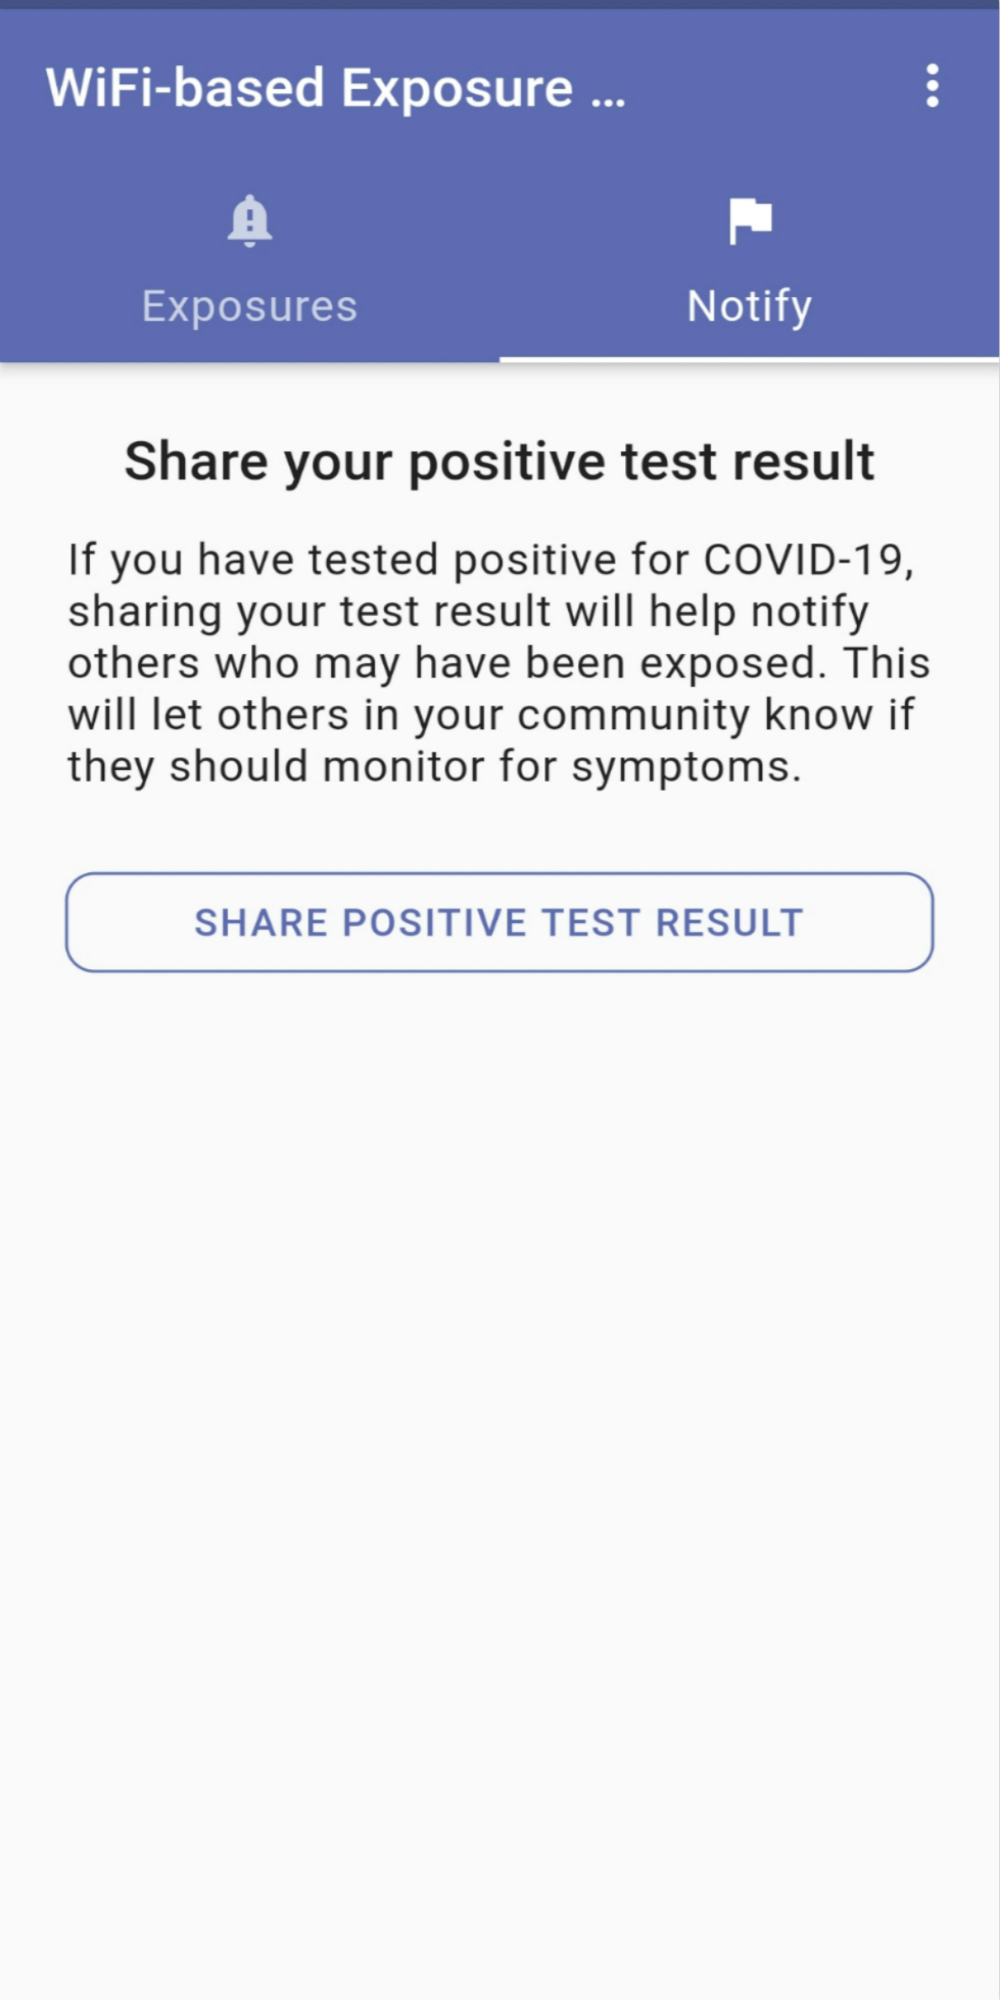 WiFi-based Exposure ...
Exposures
Notify
Share your positive test result
If you have tested positive for COVID-19,
sharing your test result will help notify
others who may have been exposed. This
will let others in your community know if
they should monitor for symptoms.
SHARE POSITIVE TEST RESULT